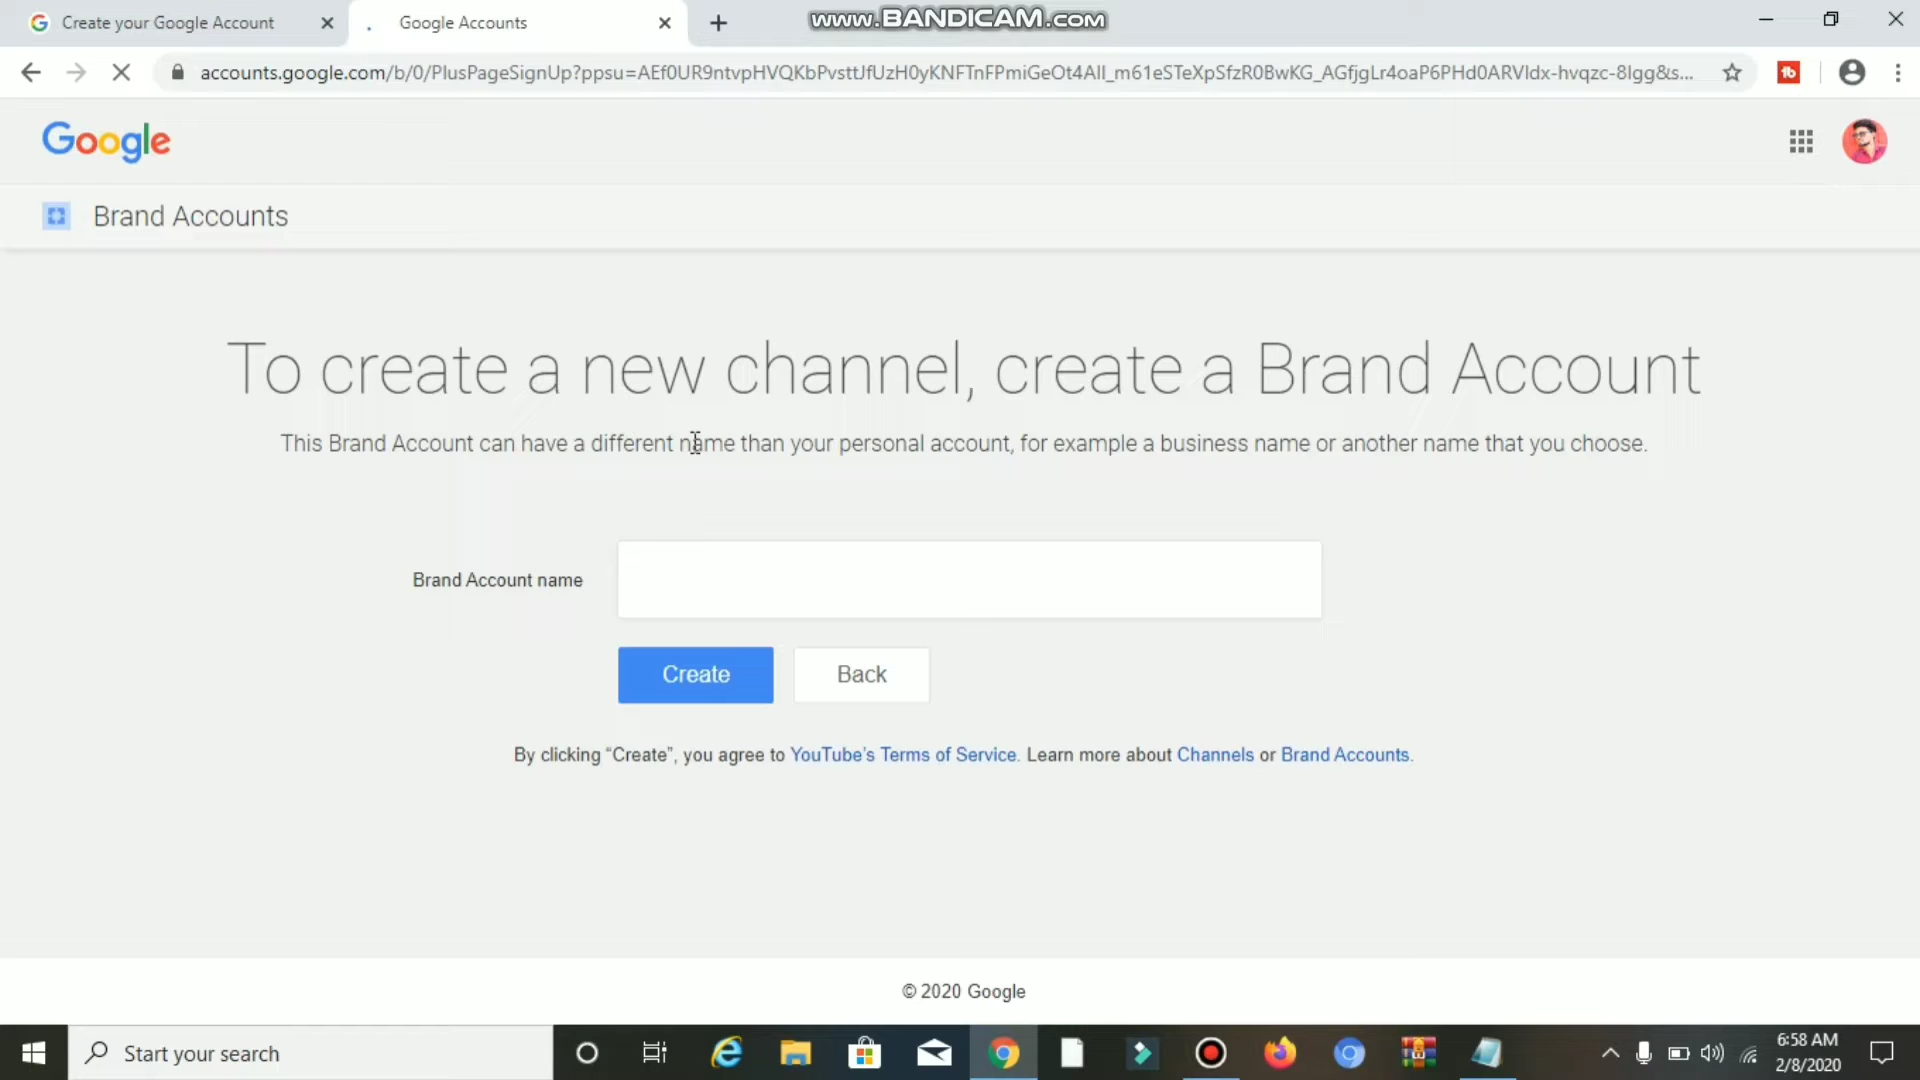 Create your Google Account
Google Accounts
www.BANDICAM.com
accounts.google.com/b/0/PlusPageSignUp?ppsu=AEf0UR9ntvpHVQKbPvsttJfUzH0yKNFTnFPmiGeOt4AlI_m61eSTeXpSfzR0BwKG_AGfjgLr4oaP6PHd0ARVIdx-hvqzc-8Igg&s...
Google
Brand Accounts
To create a new channel, create a Brand Account
This Brand Account can have a different name than your personal account, for example a business name or another name that you choose.
Brand Account name
Create
Back
By clicking “Create”, you agree to YouTube’s Terms of Service. Learn more about Channels or Brand Accounts.
© 2020 Google
Start your search
6:58 AM
2/8/2020